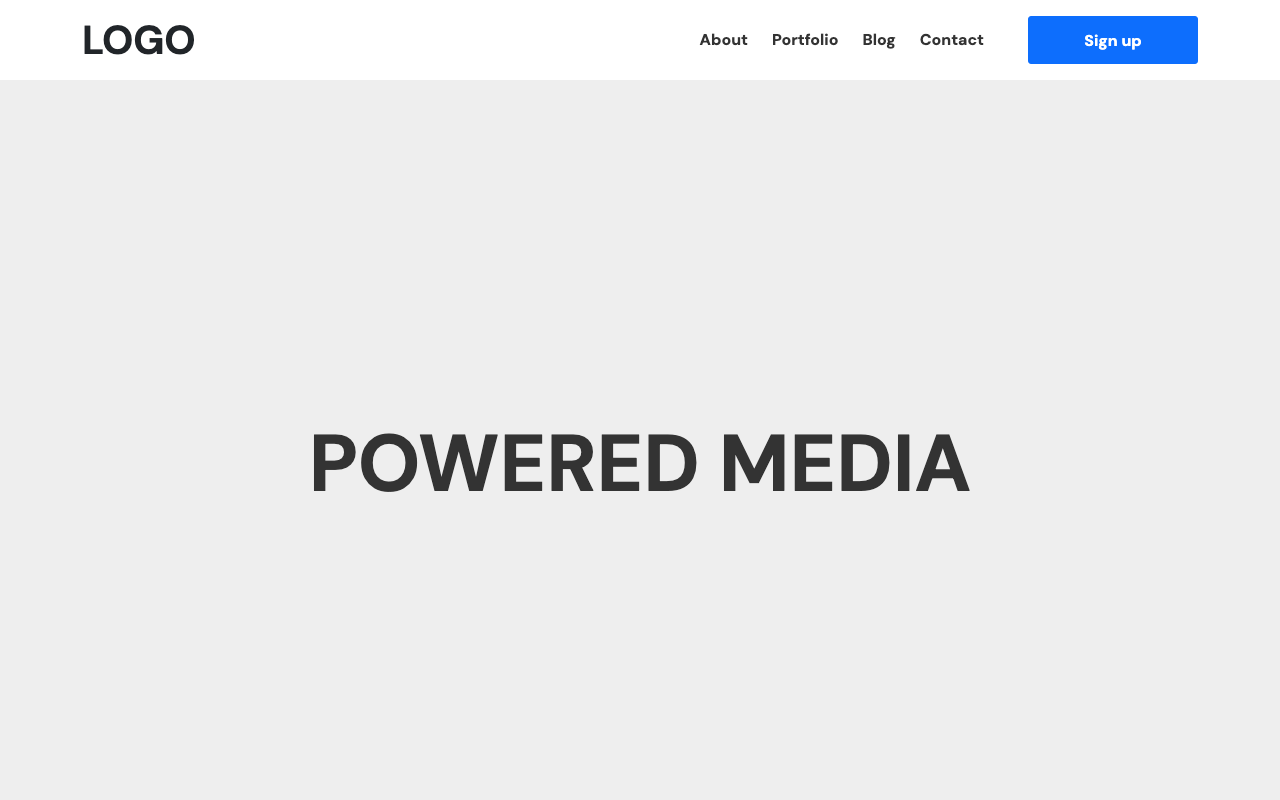 LOGO
About Portfolio Blog Contact Sign up
POWERED MEDIA